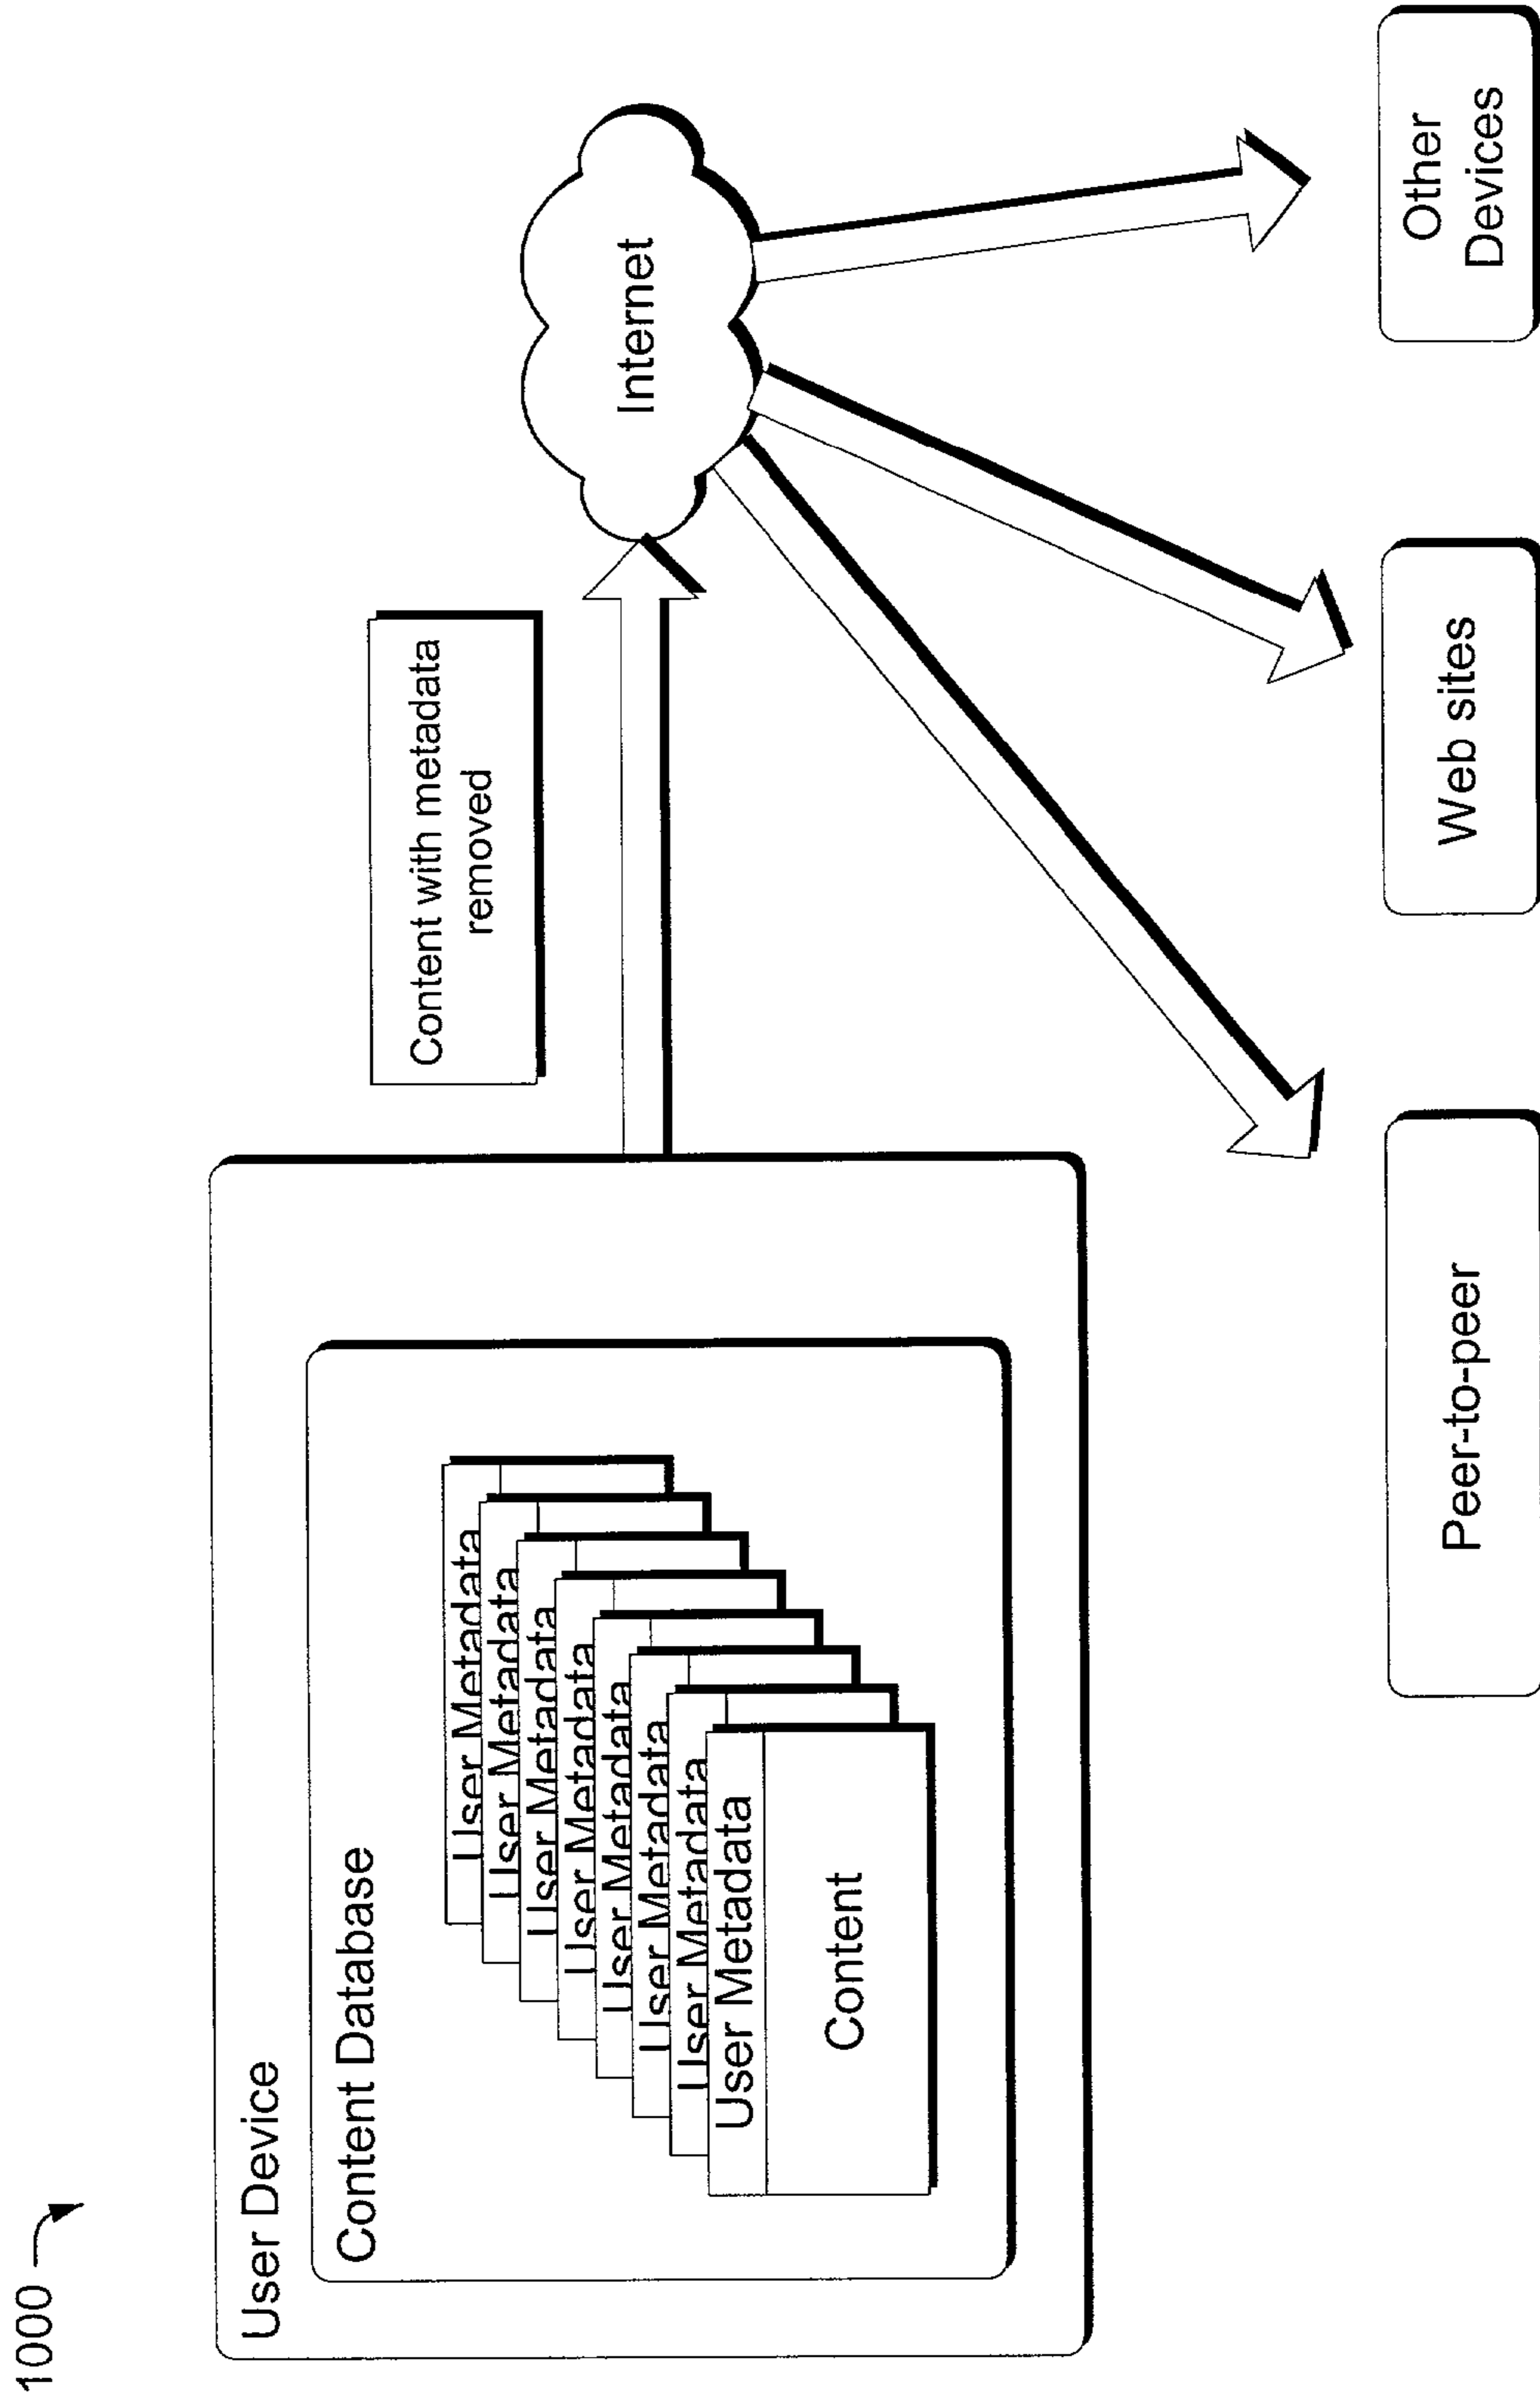 1000
User Device
Content Database
User Metadata
User Metadata
User Metadata
User Metadata
User Metadata
User Metadata
User Metadata
User Metadata
Content
Content with metadata
removed
Internet
Peer-to-peer
Web sites
Other
Devices